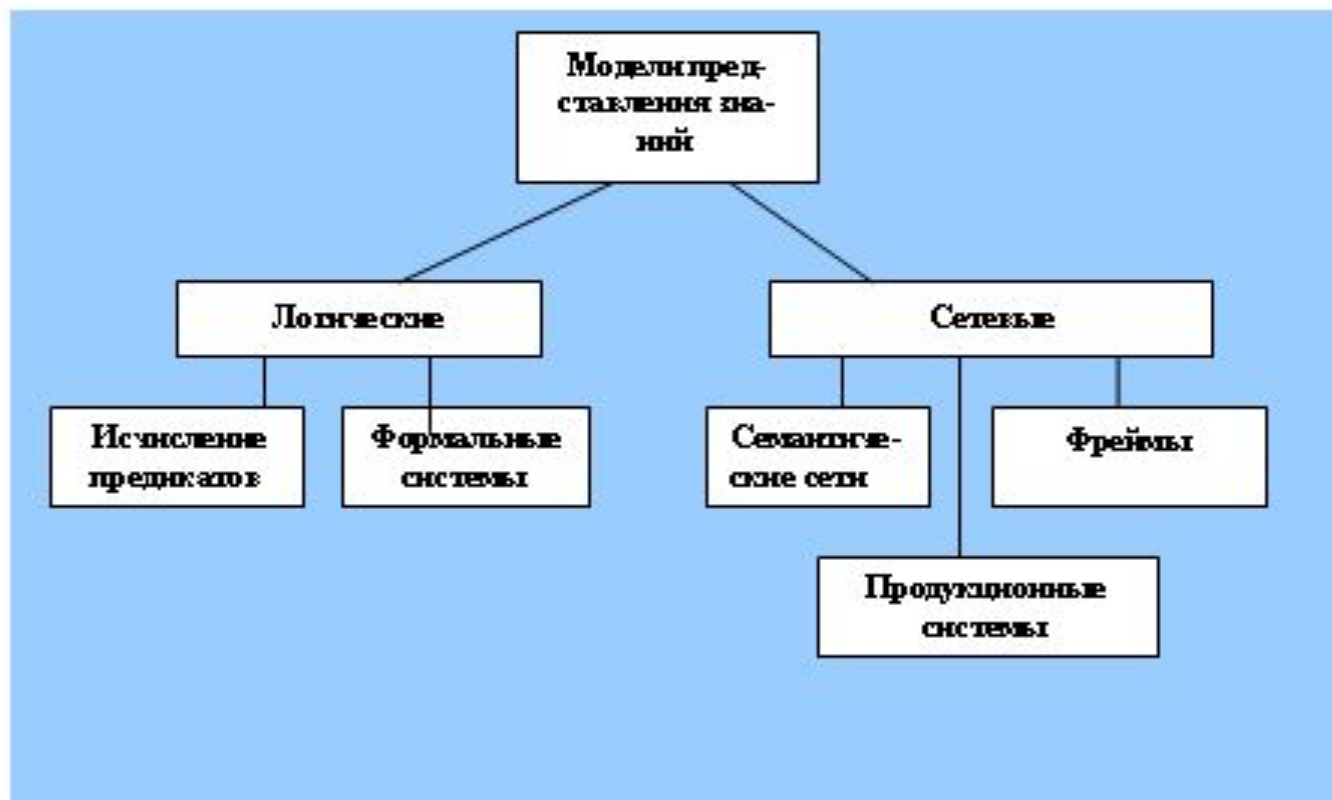 Модели пред-
ставления зна-
ний
Логические
Сетевые
Исчисление
предикатов
Формальные
системы
Семантиче-
ские сети
Фреймы
Продукционные
системы